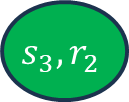 s₃, r₂